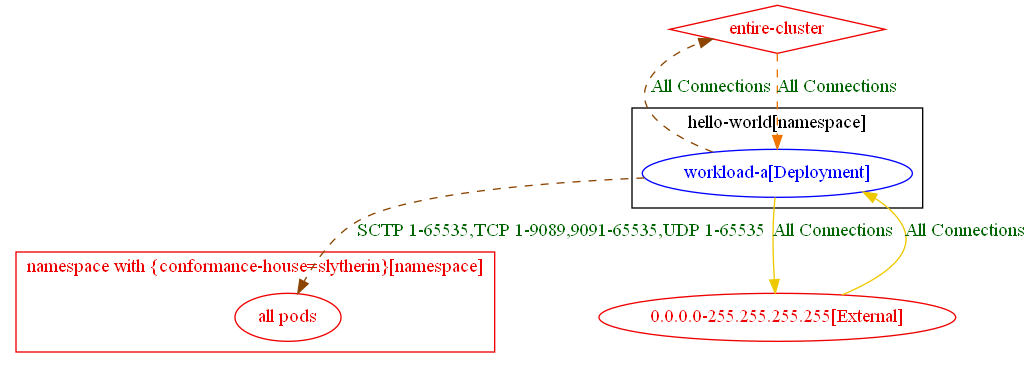 entire-cluster
All Connections
All Connections
hello-world[namespace]
workload-a[Deployment]
SCTP 1-65535,TCP 1-9089,9091-65535,UDP 1-65535
All Connections
All Connections
namespace with {conformance-house=slytherin}[namespace]
all pods
0.0.0.0-255.255.255.255[External]